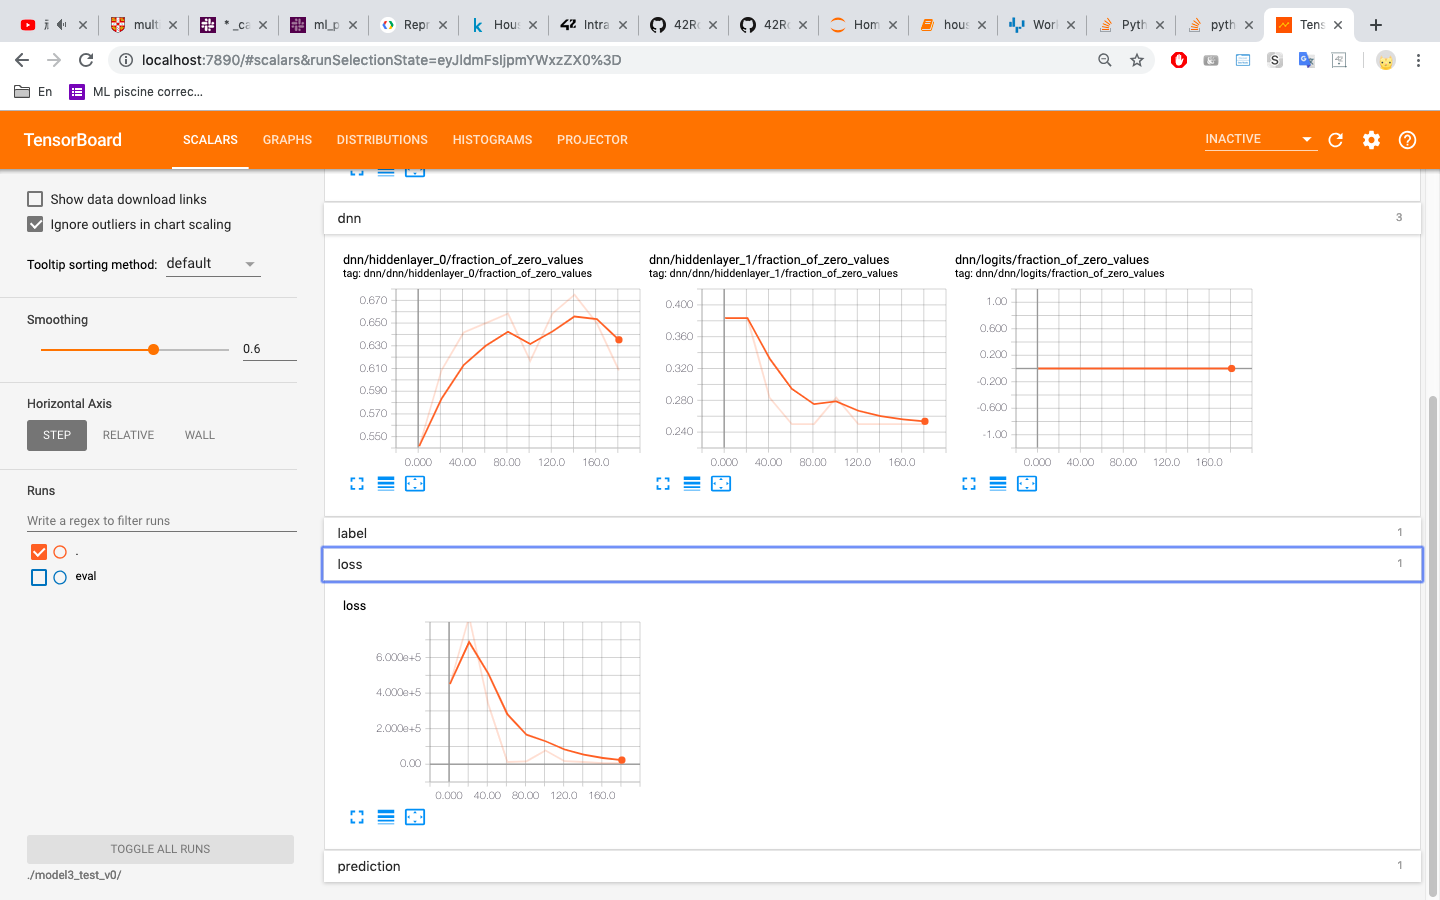 multi
* _ca
ml_p
Repr
Hous
Intra
42Ro
42Ro
Hom
hous
Worl
Pyth
pyth
Tens
localhost:7890/#scalars&runSelectionState=eyJldmFsIjpmYWxzZX0%3D
En
ML piscine correc...
TensorBoard
SCALARS
GRAPHS
DISTRIBUTIONS
HISTOGRAMS
PROJECTOR
INACTIVE
Show data download links
Ignore outliers in chart scaling
Tooltip sorting method: default
Smoothing
0.6
Horizontal Axis
STEP
RELATIVE
WALL
Runs
Write a regex to filter runs
.
eval
TOGGLE ALL RUNS
./model3_test_v0/
dnn
3
dnn/hiddenlayer_0/fraction_of_zero_values
tag: dnn/dnn/hiddenlayer_0/fraction_of_zero_values
0.670
0.650
0.630
0.610
0.590
0.570
0.550
0.000 40.00 80.00 120.0 160.0
dnn/hiddenlayer_1/fraction_of_zero_values
tag: dnn/dnn/hiddenlayer_1/fraction_of_zero_values
0.400
0.360
0.320
0.280
0.240
0.000 40.00 80.00 120.0 160.0
dnn/logits/fraction_of_zero_values
tag: dnn/dnn/logits/fraction_of_zero_values
1.00
0.600
0.200
-0.200
-0.600
-1.00
0.000 40.00 80.00 120.0 160.0
label
1
loss
1
loss
6.000e+5
4.000e+5
2.000e+5
0.00
0.000 40.00 80.00 120.0 160.0
prediction
1